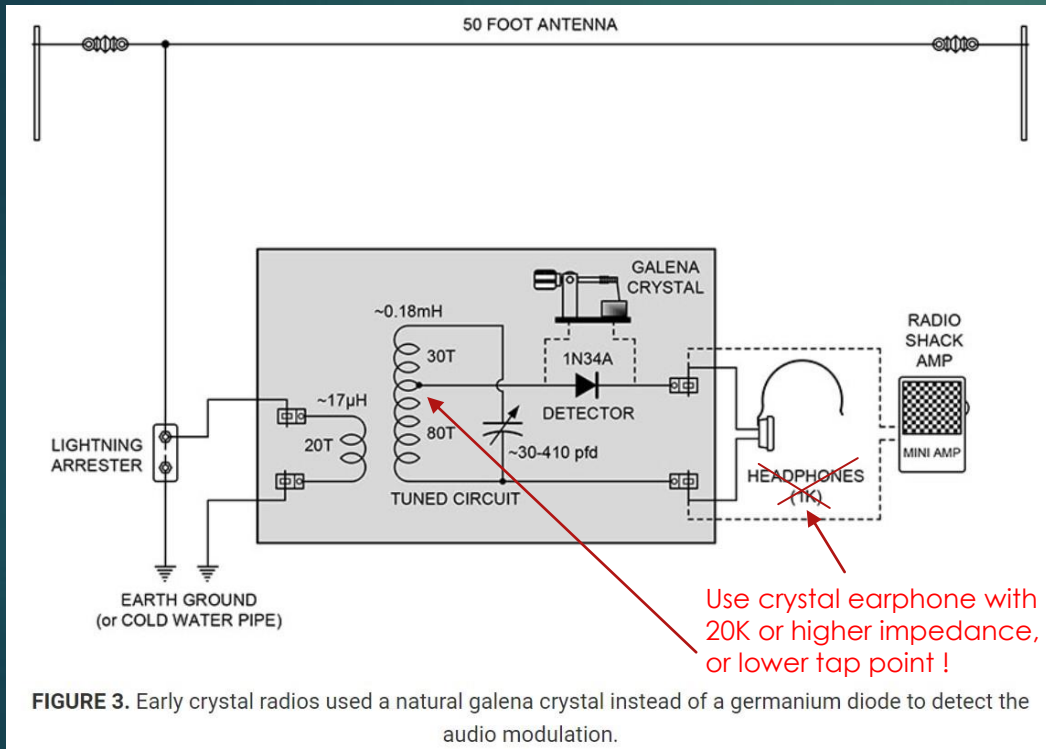 50 FOOT ANTENNA
GALENA
CRYSTAL
~0.18mH
RADIO
SHACK
AMP
30T
1N34A
~17µH
DETECTOR
LIGHTNING
ARRESTER
20T
80T
~30-410 pfd
MINI AMP
HEADPHONES
(1K)
TUNED CIRCUIT
EARTH GROUND
(or COLD WATER PIPE)
Use crystal earphone with
20K or higher impedance,
or lower tap point !
FIGURE 3. Early crystal radios used a natural galena crystal instead of a germanium diode to detect the
audio modulation.